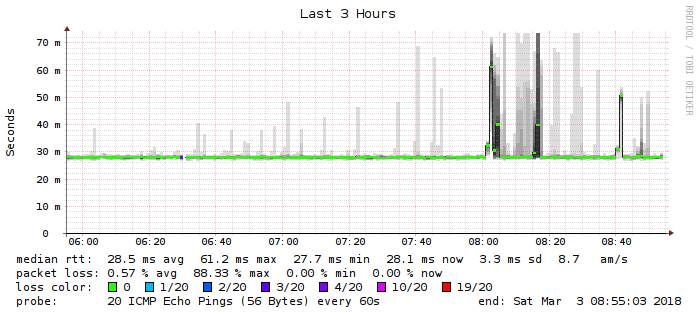 Last 3 Hours
RRDTOOL / TOBI OETIKER
Seconds
70 m
60 m
50 m
40 m
30 m
20 m
10 m
0
06:00 06:20 06:40 07:00 07:20 07:40 08:00 08:20 08:40
median rtt: 28.5 ms avg 61.2 ms max 27.7 ms min 28.1 ms now 3.3 ms sd 8.7 am/s
packet loss: 0.57 % avg 88.33 % max 0.00 % min 0.00 % now
loss color: 0 1/20 2/20 3/20 4/20 10/20 19/20
probe: 20 ICMP Echo Pings (56 Bytes) every 60s end: Sat Mar 3 08:55:03 2018